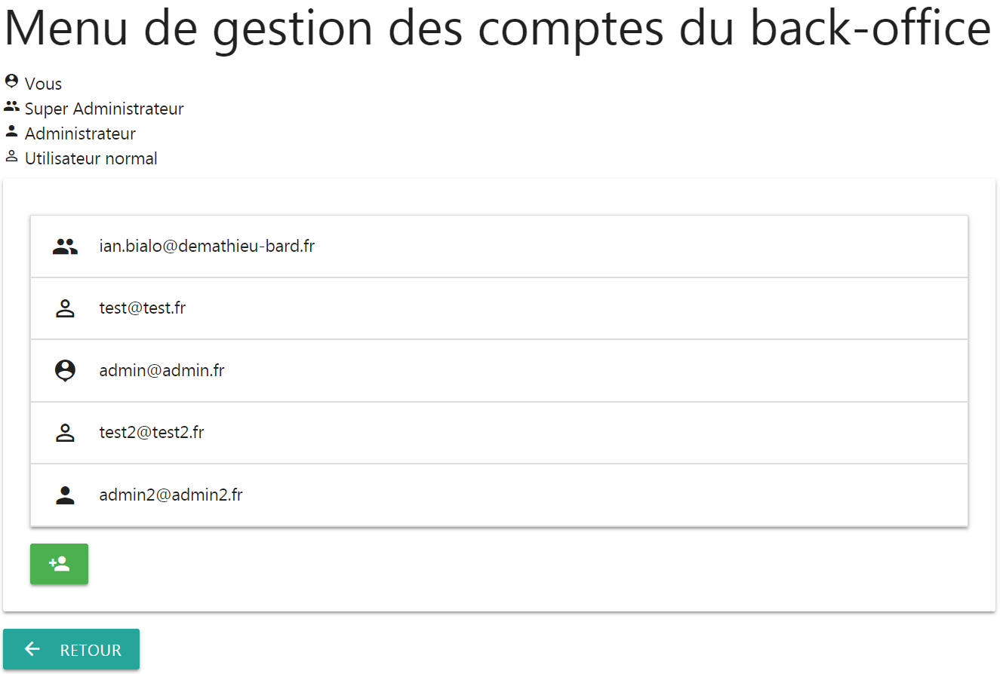 Menu de gestion des comptes du back-office
Vous
Super Administrateur
Administrateur
Utilisateur normal
ian.bialo@demathieu-bard.fr
test@test.fr
admin@admin.fr
test2@test2.fr
admin2@admin2.fr
RETOUR